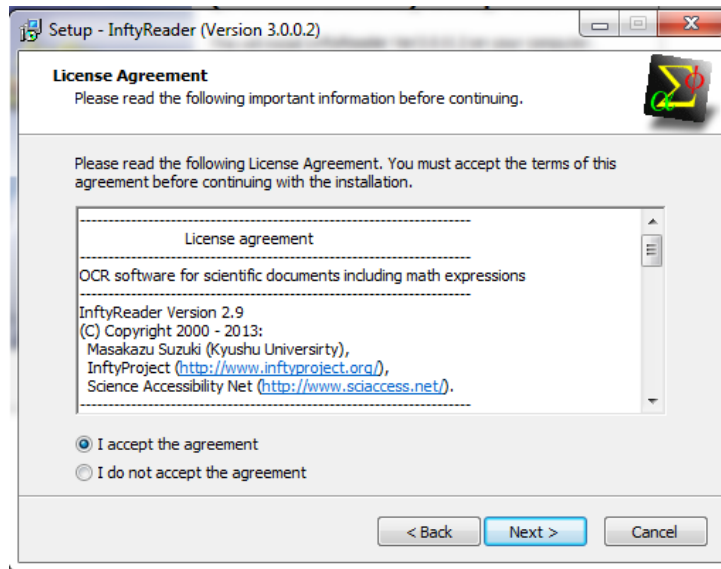 Setup - InftyReader (Version 3.0.0.2)
License Agreement
Please read the following important information before continuing.
Please read the following License Agreement. You must accept the terms of this
agreement before continuing with the installation.
----------------------------------------------------------------------
License agreement
----------------------------------------------------------------------
OCR software for scientific documents including math expressions
----------------------------------------------------------------------
InftyReader Version 2.9
(C) Copyright 2000 - 2013:
Masakazu Suzuki (Kyushu Universirty),
InftyProject (http://www.inftyproject.org/),
Science Accessibility Net (http://www.sciaccess.net/).
----------------------------------------------------------------------
I accept the agreement
I do not accept the agreement
< Back Next > Cancel